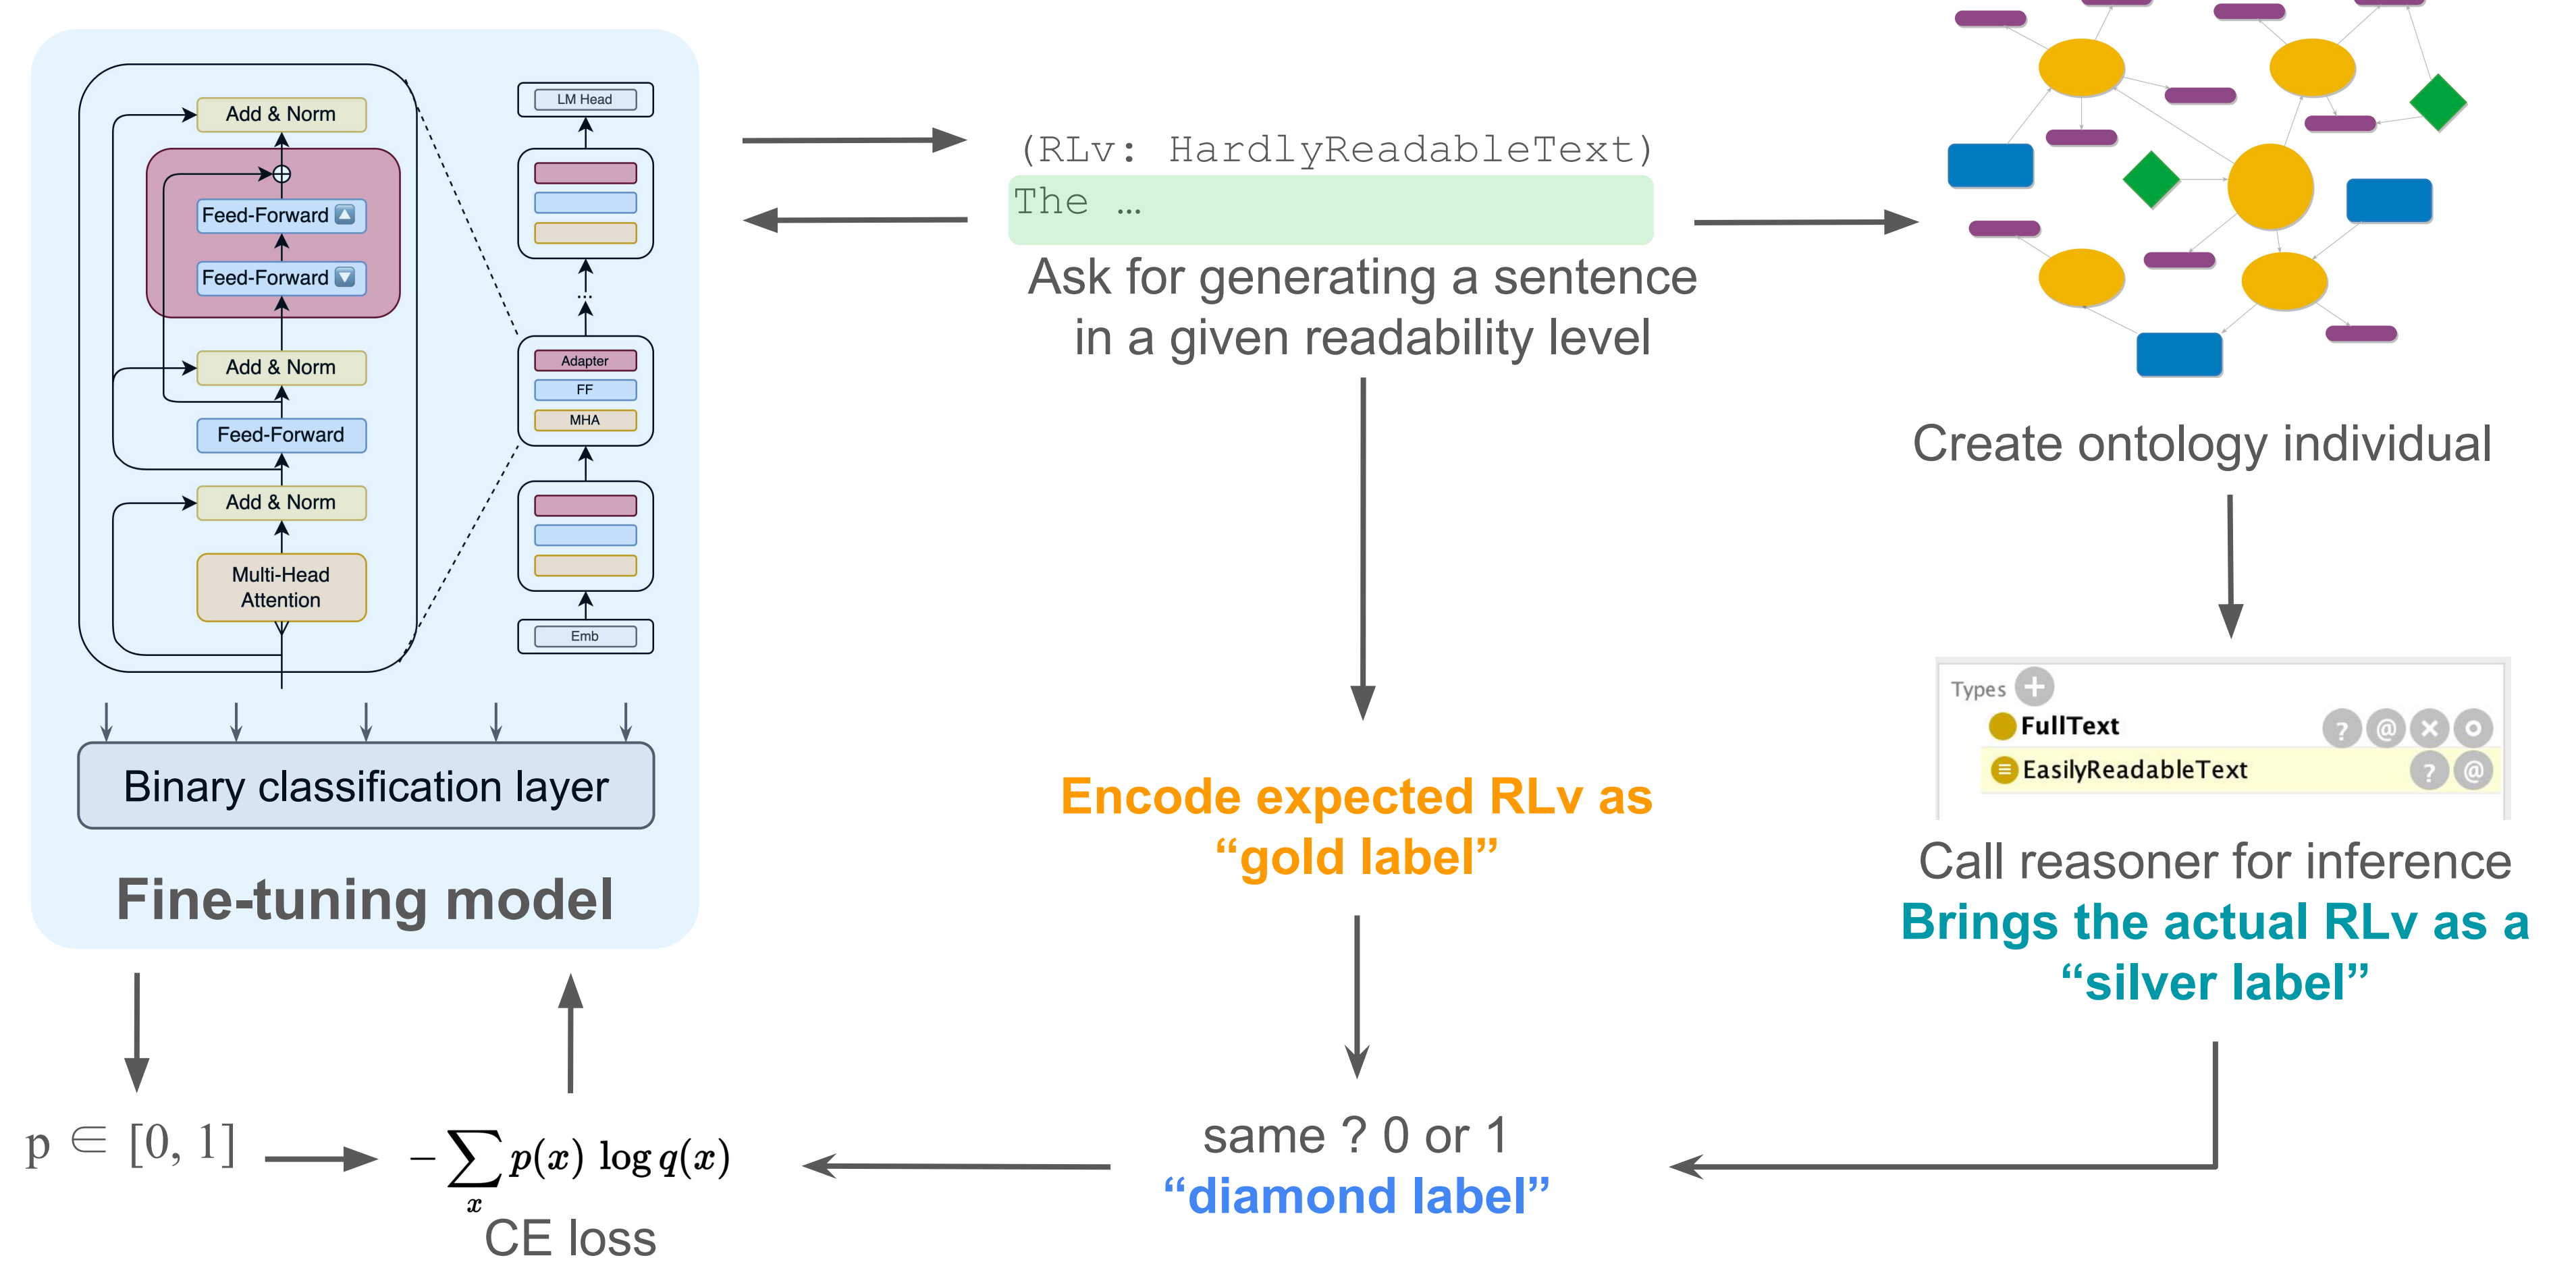 Add & Norm
Feed-Forward
Feed-Forward
Add & Norm
Feed-Forward
Add & Norm
Multi-Head
Attention
LM Head
...
Adapter
FF
MHA
Emb
Binary classification layer
Fine-tuning model
(RLv: HardlyReadableText)
The …
Ask for generating a sentence
in a given readability level
Create ontology individual
Types
FullText
? @
EasilyReadableText
? @
Call reasoner for inference
Brings the actual RLv as a
“silver label”
Encode expected RLv as
“gold label”
same ? 0 or 1
“diamond label”
p ∈ [0, 1]
− ∑ p(x) log q(x)
x
CE loss